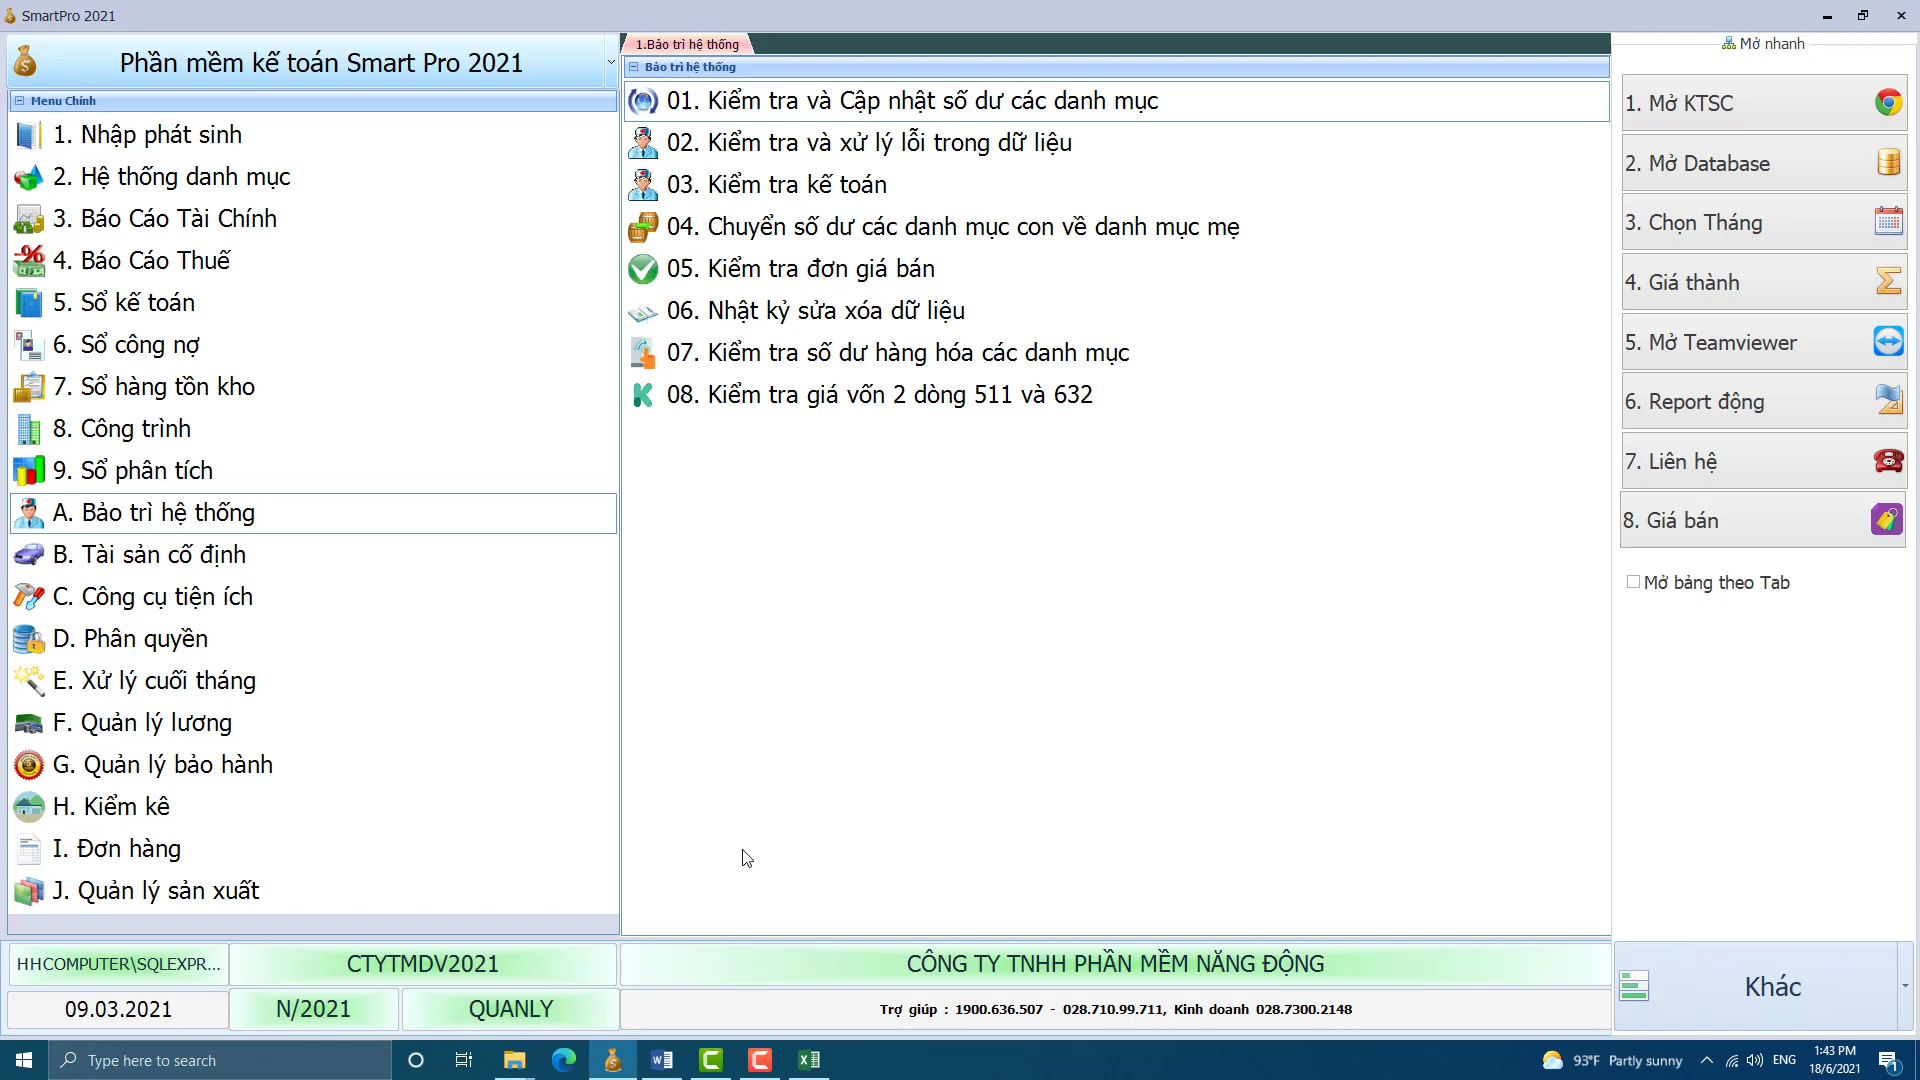 SmartPro 2021
Phần mềm kế toán Smart Pro 2021
Menu Chính
1. Nhập phát sinh
2. Hệ thống danh mục
3. Báo Cáo Tài Chính
4. Báo Cáo Thuế
5. Sổ kế toán
6. Sổ công nợ
7. Sổ hàng tồn kho
8. Công trình
9. Sổ phân tích
A. Bảo trì hệ thống
B. Tài sản cố định
C. Công cụ tiện ích
D. Phân quyền
E. Xử lý cuối tháng
F. Quản lý lương
G. Quản lý bảo hành
H. Kiểm kê
I. Đơn hàng
J. Quản lý sản xuất
1.Bảo trì hệ thống
Bảo trì hệ thống
01. Kiểm tra và Cập nhật số dư các danh mục
02. Kiểm tra và xử lý lỗi trong dữ liệu
03. Kiểm tra kế toán
04. Chuyển số dư các danh mục con về danh mục mẹ
05. Kiểm tra đơn giá bán
06. Nhật ký sửa xóa dữ liệu
07. Kiểm tra số dư hàng hóa các danh mục
08. Kiểm tra giá vốn 2 dòng 511 và 632
Mở nhanh
1. Mở KTSC
2. Mở Database
3. Chọn Tháng
4. Giá thành
5. Mở Teamviewer
6. Report động
7. Liên hệ
8. Giá bán
Mở bảng theo Tab
HHCOMPUTER\SQLEXPR...
CTYTMDV2021
CÔNG TY TNHH PHẦN MỀM NĂNG ĐỘNG
09.03.2021
N/2021
QUANLY
Trợ giúp : 1900.636.507 - 028.710.99.711, Kinh doanh 028.7300.2148
Khác
Type here to search
93°F Partly sunny
ENG
1:43 PM
18/6/2021
1